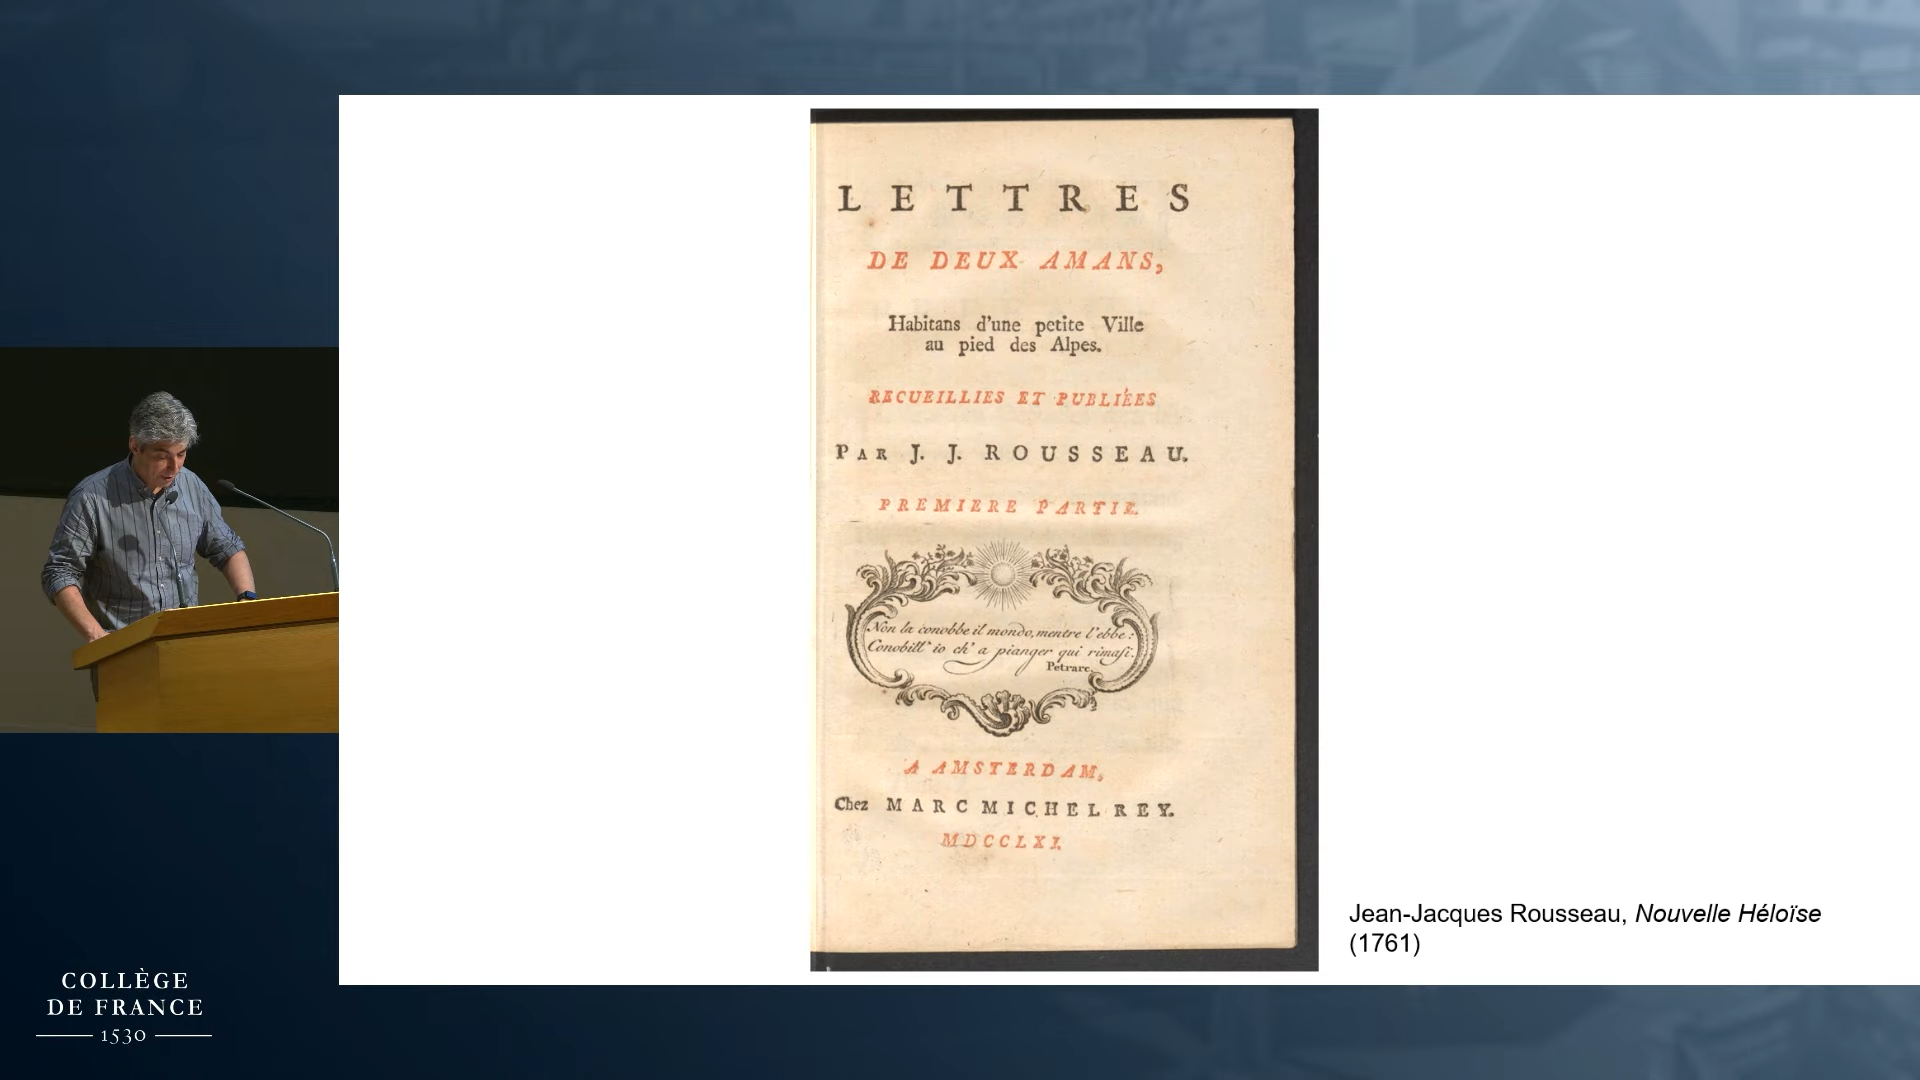 LETTRES
DE DEUX AMANS,
Habitans d'une petite Ville
au pied des Alpes.
RECUEILLIES ET PUBLIÉES
PAR J. J. ROUSSEAU.
PREMIERE PARTIE.
Non la conobbe il mondo, mentre l'ebbe:
Conobill' io ch' a pianger qui rimasi.
Petrarc.
A AMSTERDAM,
Chez MARC MICHEL REY.
MDCCLXI.
Jean-Jacques Rousseau, Nouvelle Héloïse
(1761)
COLLÈGE
DE FRANCE
1530